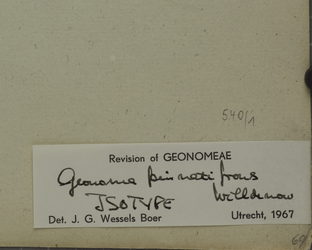 540/1
Revision of GEONOMEAE
Geonoma pinnatifrons
Willdenow
ISOTYPE
Det. J. G. Wessels Boer Utrecht, 1967